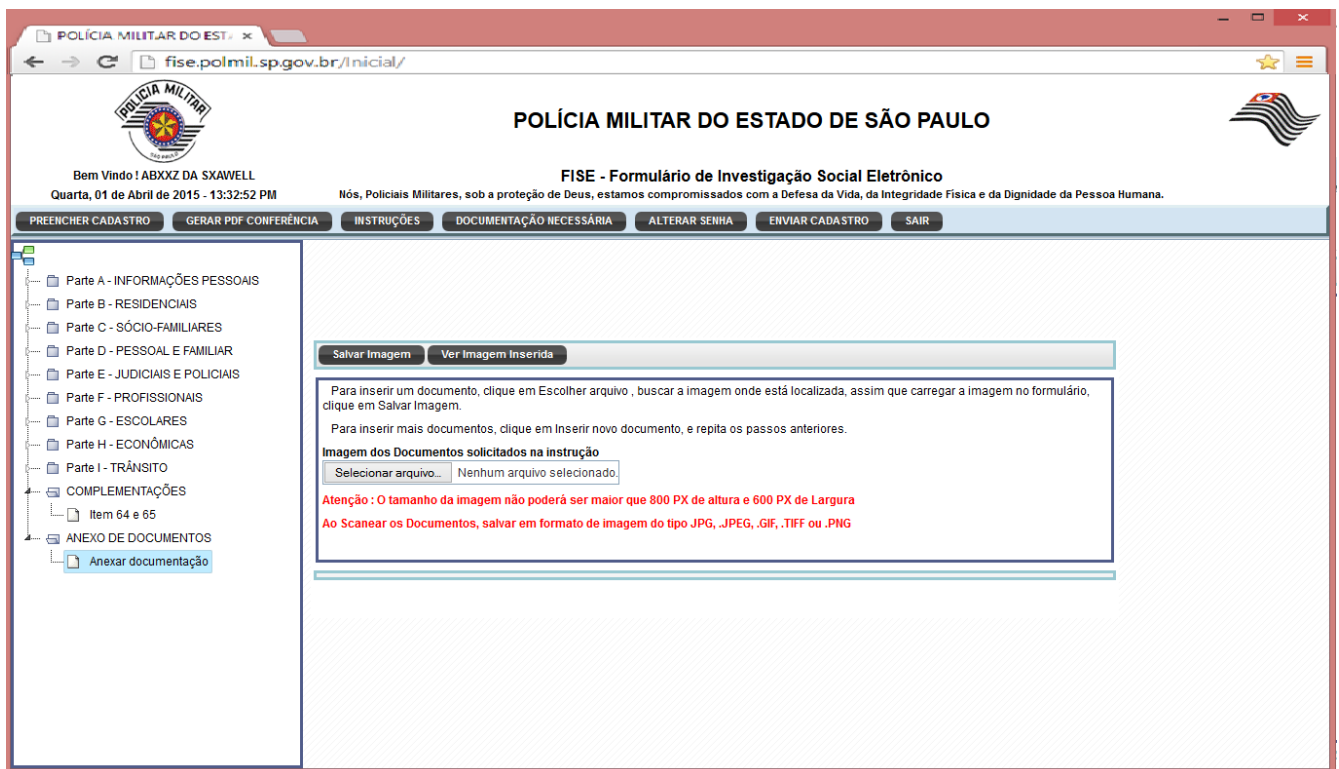 POLÍCIA MILITAR DO EST
fise.polmil.sp.gov.br/Inicial/
POLÍCIA MILITAR
SÃO PAULO
POLÍCIA MILITAR DO ESTADO DE SÃO PAULO
Bem Vindo ! ABXXZ DA SXAWELL
FISE - Formulário de Investigação Social Eletrônico
Quarta, 01 de Abril de 2015 - 13:32:52 PM
Nós, Policiais Militares, sob a proteção de Deus, estamos compromissados com a Defesa da Vida, da Integridade Física e da Dignidade da Pessoa Humana.
PREENCHER CADASTRO GERAR PDF CONFERÊNCIA INSTRUÇÕES DOCUMENTAÇÃO NECESSÁRIA ALTERAR SENHA ENVIAR CADASTRO SAIR
Parte A - INFORMAÇÕES PESSOAIS
Parte B - RESIDENCIAIS
Parte C - SÓCIO-FAMILIARES
Parte D - PESSOAL E FAMILIAR
Parte E - JUDICIAIS E POLICIAIS
Parte F - PROFISSIONAIS
Parte G - ESCOLARES
Parte H - ECONÔMICAS
Parte I - TRÂNSITO
COMPLEMENTAÇÕES
Item 64 e 65
ANEXO DE DOCUMENTOS
Anexar documentação
Salvar Imagem Ver Imagem Inserida
Para inserir um documento, clique em Escolher arquivo , buscar a imagem onde está localizada, assim que carregar a imagem no formulário,
clique em Salvar Imagem.
Para inserir mais documentos, clique em Inserir novo documento, e repita os passos anteriores.
Imagem dos Documentos solicitados na instrução
Selecionar arquivo... Nenhum arquivo selecionado.
Atenção : O tamanho da imagem não poderá ser maior que 800 PX de altura e 600 PX de Largura
Ao Scanear os Documentos, salvar em formato de imagem do tipo JPG, .JPEG, .GIF, .TIFF ou .PNG